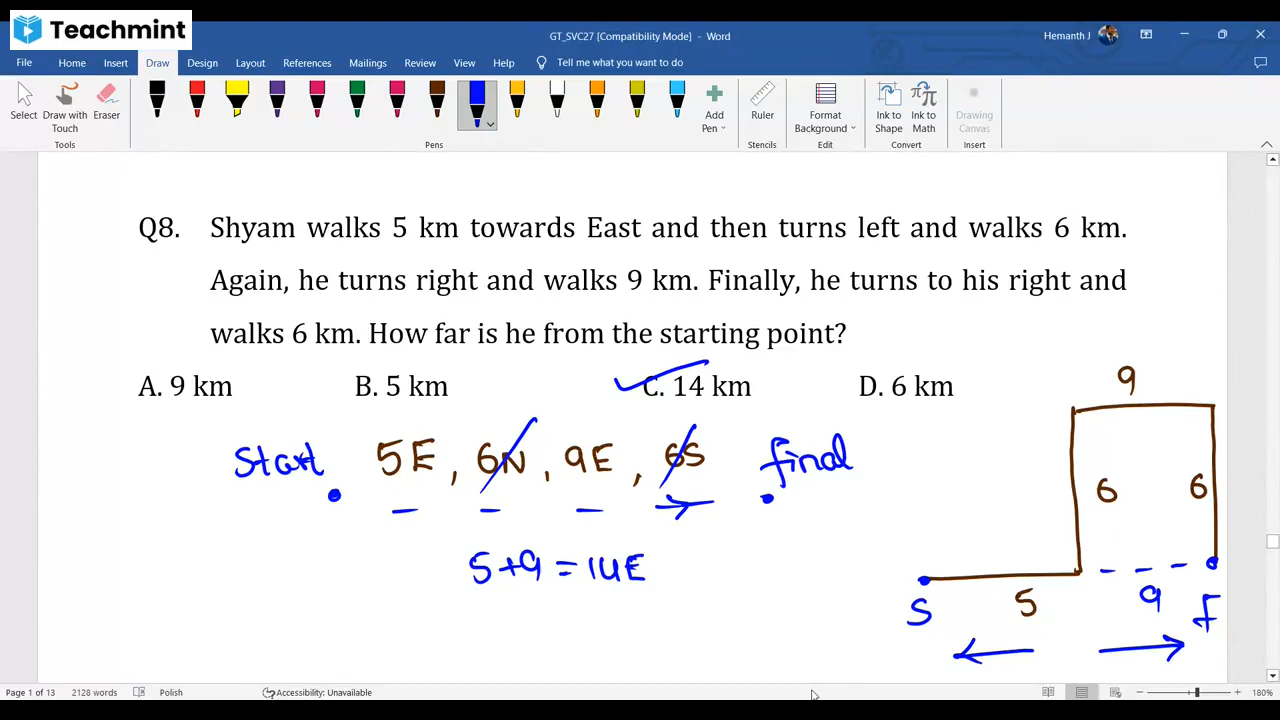 Teachmint
GT_SVC27 [Compatibility Mode] - Word
Hemanth J
File Home Insert Draw Design Layout References Mailings Review View Help Tell me what you want to do
Select
Draw with Touch
Eraser
Add Pen
Ruler
Format Background
Ink to Shape
Ink to Math
Drawing Canvas
Tools
Pens
Stencils
Edit
Convert
Insert
Q8. Shyam walks 5 km towards East and then turns left and walks 6 km.
Again, he turns right and walks 9 km. Finally, he turns to his right and
walks 6 km. How far is he from the starting point?
A. 9 km B. 5 km C. 14 km D. 6 km
9
Start 5E, 6N, 9E, 6S final
6 6
5+9 = 14E
S 5 9 F
Page 1 of 13 2128 words Polish Accessibility: Unavailable 180%